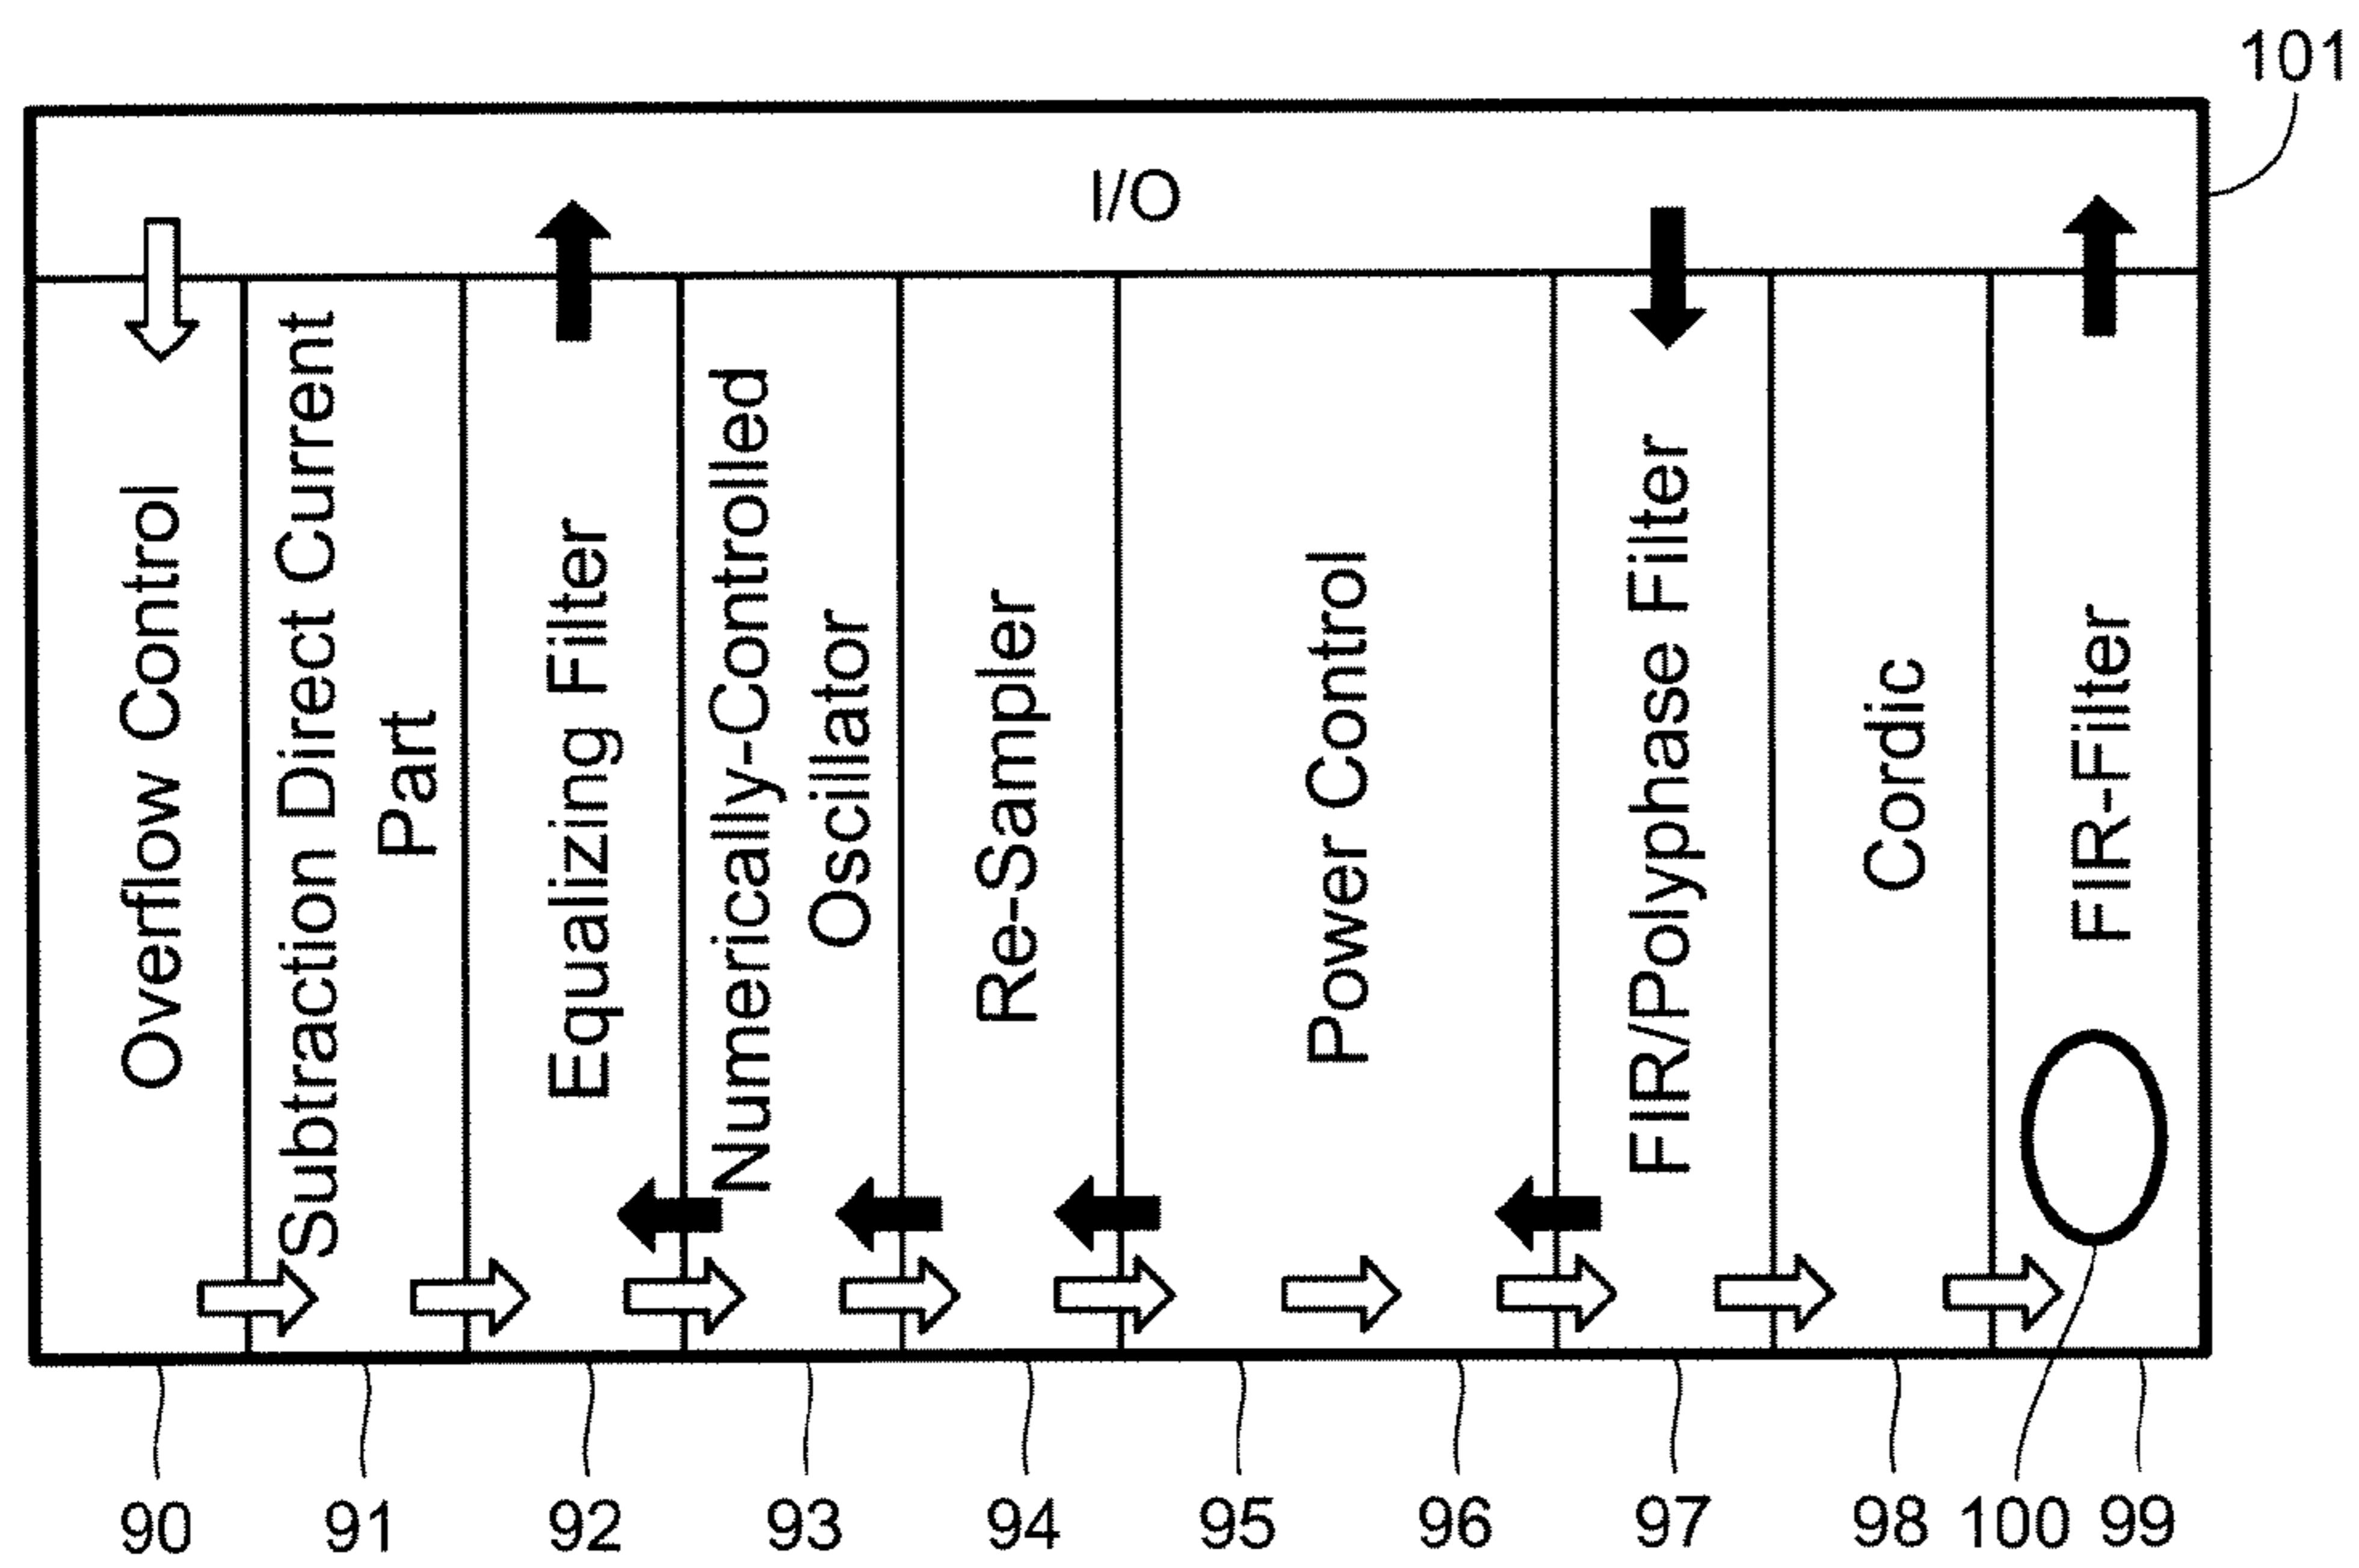 101
I/O
Overflow Control
Subtraction Direct Current
Part
Equalizing Filter
Numerically-Controlled
Oscillator
Re-Sampler
Power Control
FIR/Polyphase Filter
Cordic
FIR-Filter
90 91 92 93 94 95 96 97 98 100 99